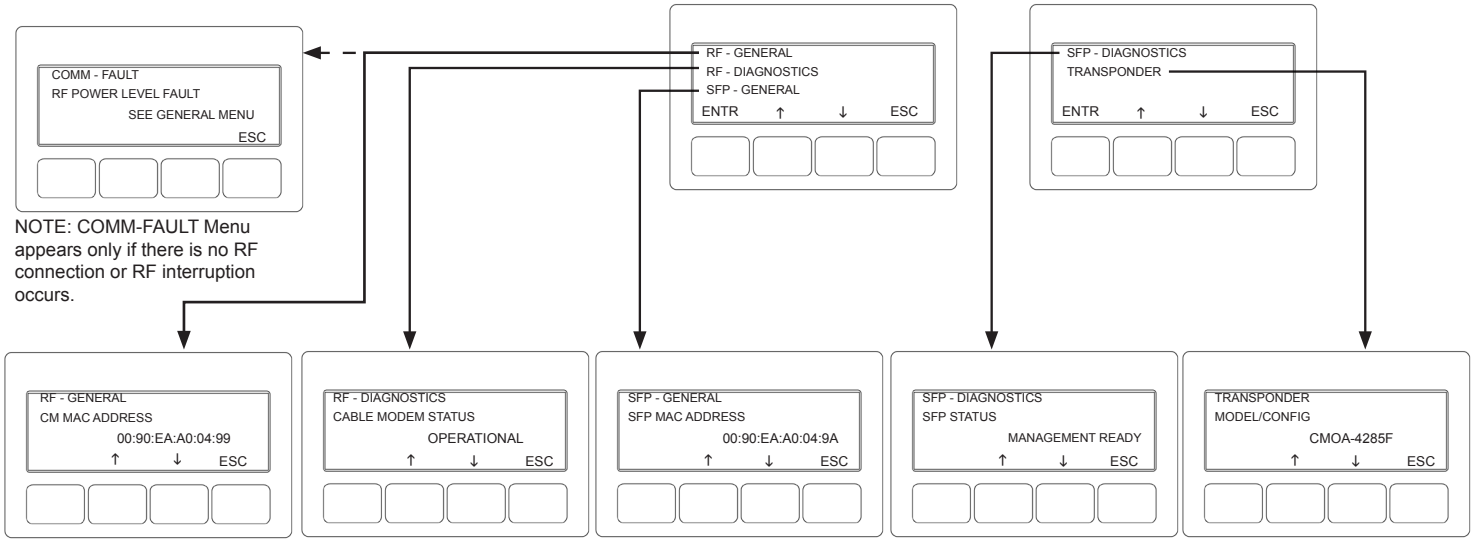 COMM - FAULT
RF POWER LEVEL FAULT
SEE GENERAL MENU
ESC
NOTE: COMM-FAULT Menu
appears only if there is no RF
connection or RF interruption
occurs.
RF - GENERAL
RF - DIAGNOSTICS
SFP - GENERAL
ENTR ↑ ↓ ESC
SFP - DIAGNOSTICS
TRANSPONDER
ENTR ↑ ↓ ESC
RF - GENERAL
CM MAC ADDRESS
00:90:EA:A0:04:99
↑ ↓ ESC
RF - DIAGNOSTICS
CABLE MODEM STATUS
OPERATIONAL
↑ ↓ ESC
SFP - GENERAL
SFP MAC ADDRESS
00:90:EA:A0:04:9A
↑ ↓ ESC
SFP - DIAGNOSTICS
SFP STATUS
MANAGEMENT READY
↑ ↓ ESC
TRANSPONDER
MODEL/CONFIG
CMOA-4285F
↑ ↓ ESC